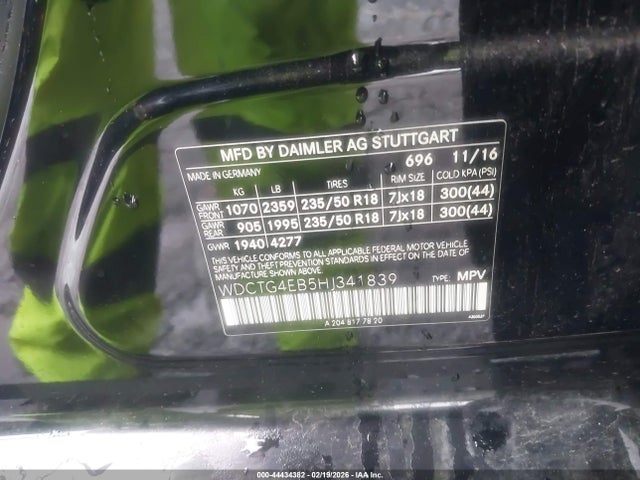 MFD BY DAIMLER AG STUTTGART
MADE IN GERMANY 696 11/16
KG LB TIRES RIM SIZE COLD KPA(PSI)
GAWR FRONT 1070 2359 235/50 R18 7Jx18 300(44)
GAWR REAR 905 1995 235/50 R18 7Jx18 300(44)
GVWR 1940 4277
THIS VEHICLE CONFORMS TO ALL APPLICABLE FEDERAL MOTOR VEHICLE
SAFETY AND THEFT PREVENTION STANDARDS IN EFFECT ON THE DATE OF
MANUFACTURE SHOWN ABOVE.
WDCTG4EB5HJ341839 TYPE: MPV
A 204 817 78 20
000-44434382 - 02/19/2026 - IAAI.COM